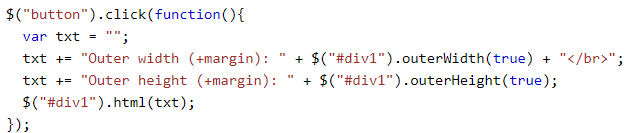 $("button").click(function(){
  var txt = "";
  txt += "Outer width (+margin): " + $("#div1").outerWidth(true) + "</br>";
  txt += "Outer height (+margin): " + $("#div1").outerHeight(true);
  $("#div1").html(txt);
});